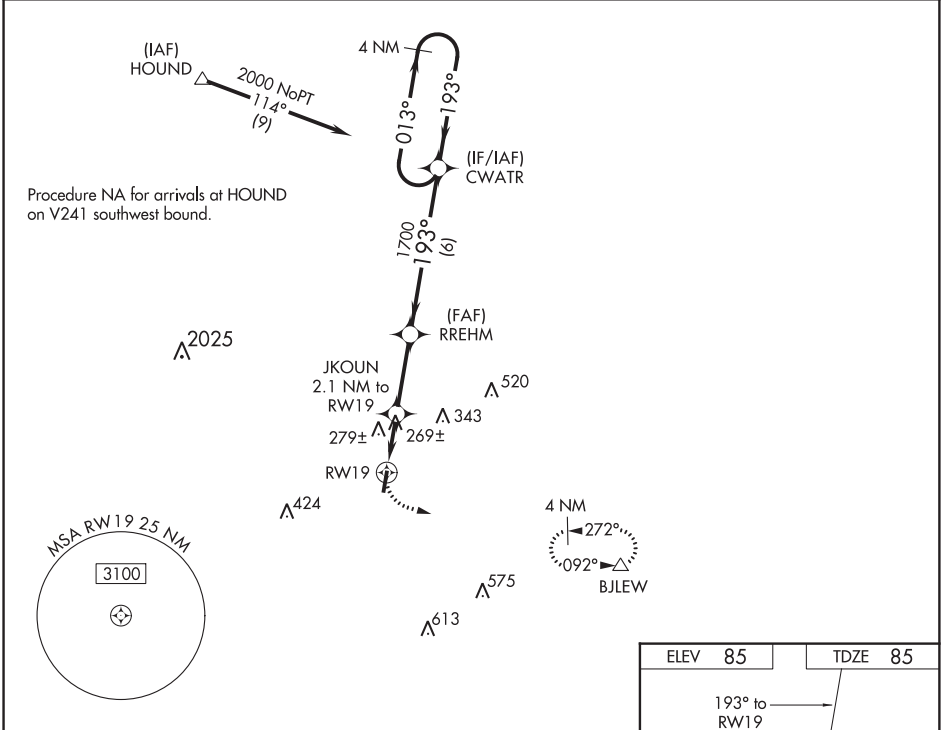 (IAF)
HOUND
2000 NoPT
114°
(9)
4 NM
013°
193°
(IF/IAF)
CWATR
Procedure NA for arrivals at HOUND
on V241 southwest bound.
1700
193°
(6)
(FAF)
RREHM
2025
JKOUN
2.1 NM to
RW19
520
343
279±
269±
RW19
424
4 NM
272°
092°
BJLEW
MSA RW19 25 NM
3100
575
613
ELEV 85
TDZE 85
193° to
RW19